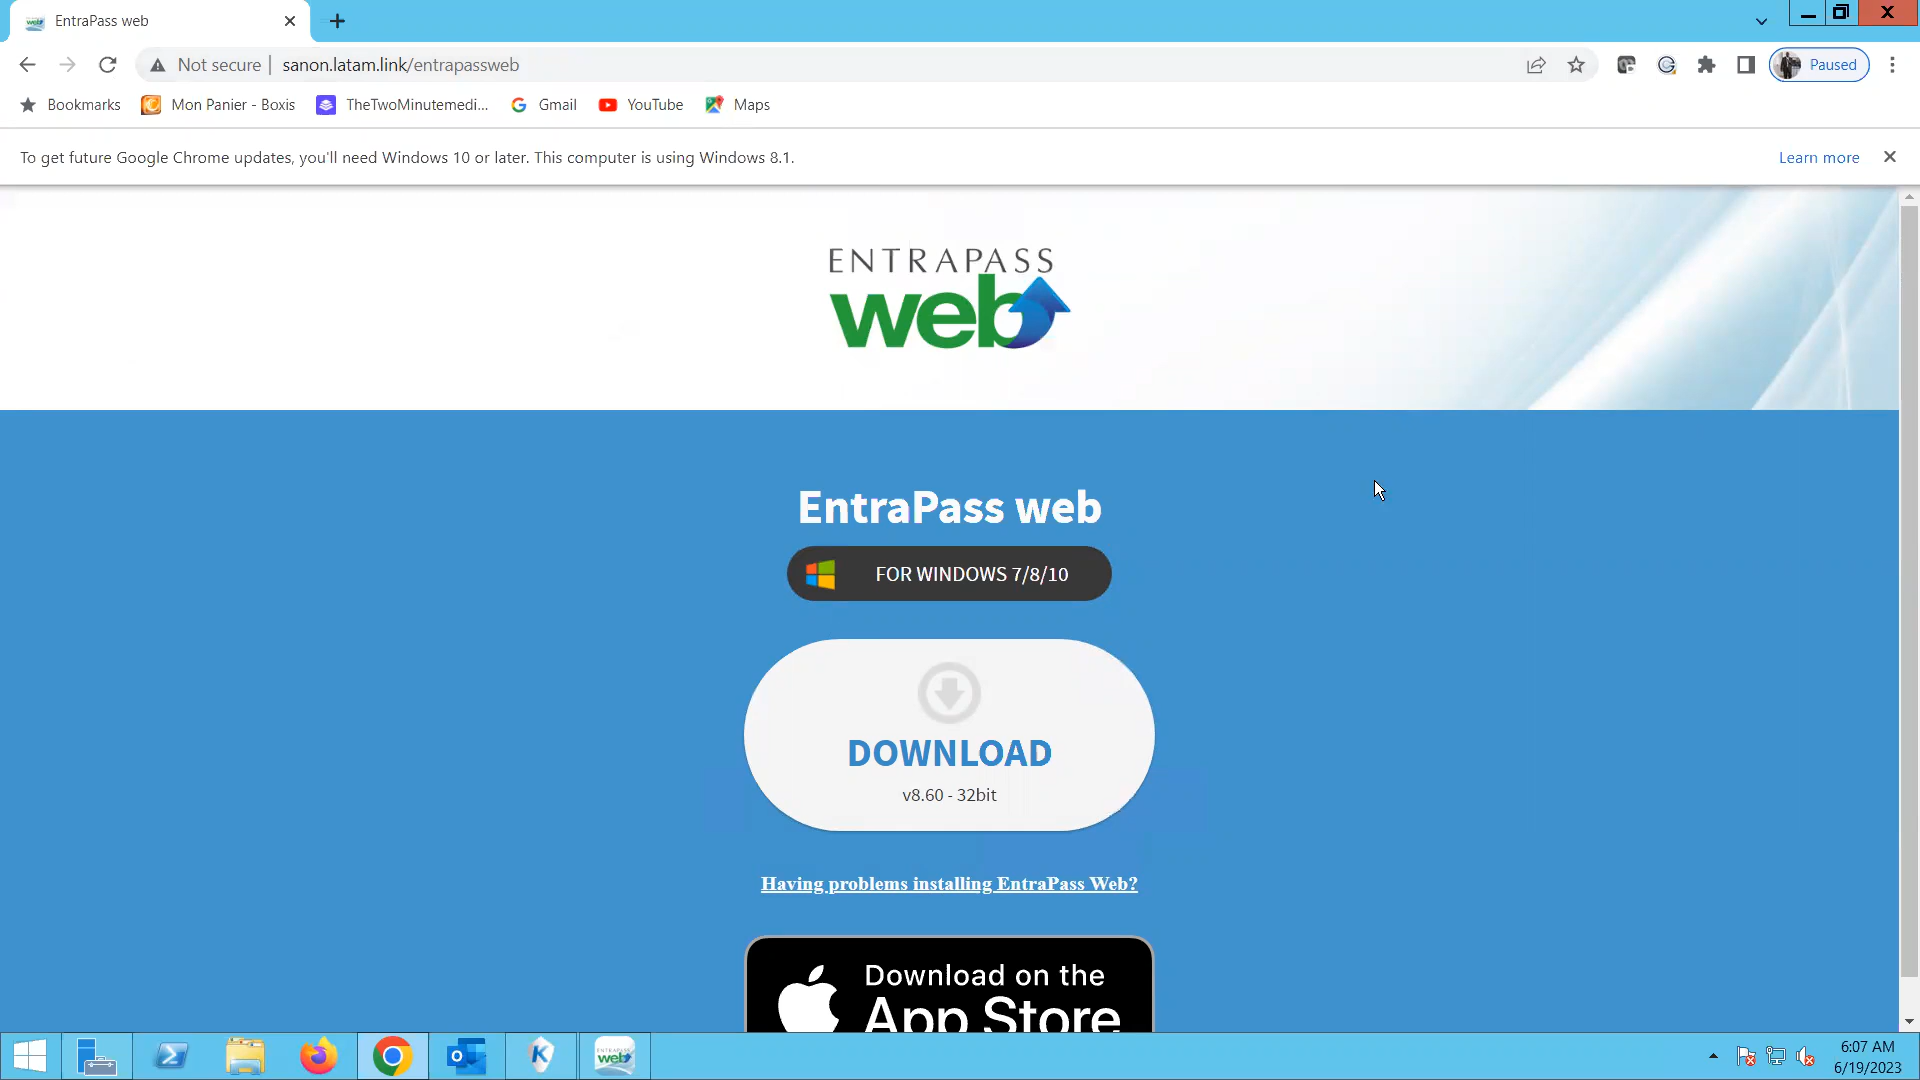 EntraPass web
Not secure | sanon.latam.link/entrapassweb
Paused
Bookmarks
Mon Panier - Boxis
TheTwoMinutemedi...
Gmail
YouTube
Maps
To get future Google Chrome updates, you'll need Windows 10 or later. This computer is using Windows 8.1.
Learn more
ENTRAPASS
web
EntraPass web
FOR WINDOWS 7/8/10
DOWNLOAD
v8.60 - 32bit
Having problems installing EntraPass Web?
Download on the
App Store
ENTRAPASS
web
6:07 AM
6/19/2023